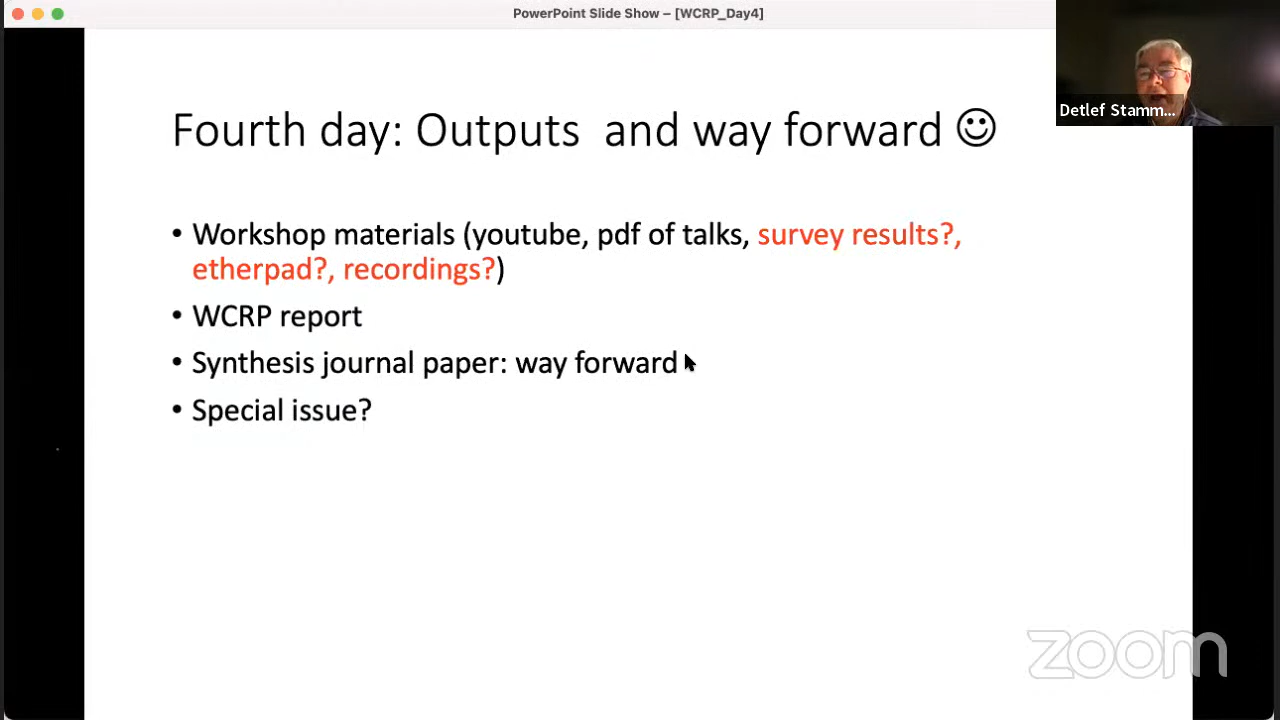 PowerPoint Slide Show – [WCRP_Day4]
Detlef Stamm...
Fourth day: Outputs and way forward ☺
• Workshop materials (youtube, pdf of talks, survey results?,
etherpad?, recordings?)
• WCRP report
• Synthesis journal paper: way forward
• Special issue?
zoom